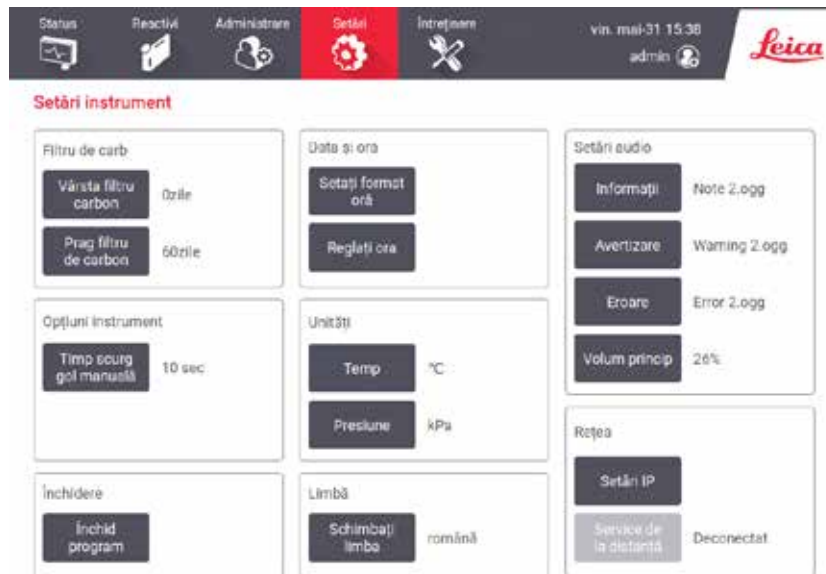 Status
Reactivi
Administrare
Setări
Întreținere
vin. mai-31 15:38
admin
Leica
Setări instrument
Filtru de carb
Vârsta filtru
carbon
0zile
Prag filtru
de carbon
60zile
Data și ora
Setați format
oră
Reglați ora
Setări audio
Informații
Note 2.ogg
Avertizare
Warning 2.ogg
Eroare
Error 2.ogg
Volum princip
26%
Opțiuni instrument
Timp scurg
gol manuală
10 sec
Unități
Temp
°C
Presiune
kPa
Rețea
Setări IP
Service de
la distanță
Deconectat
Închidere
Închid
program
Limbă
Schimbați
limba
română